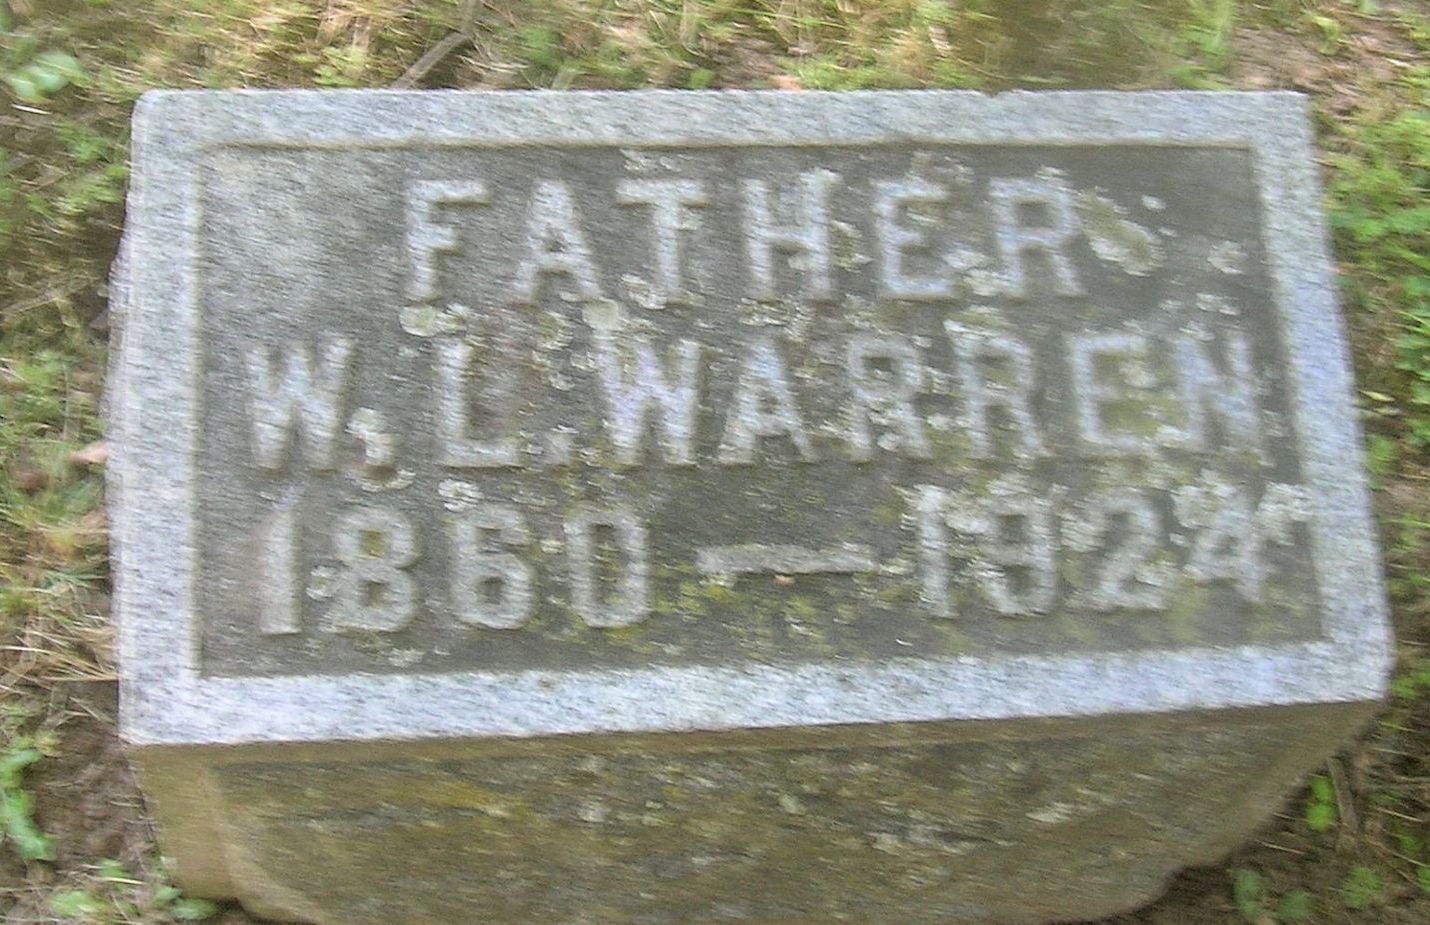 FATHER
W. L. WARREN
1860 — 1924